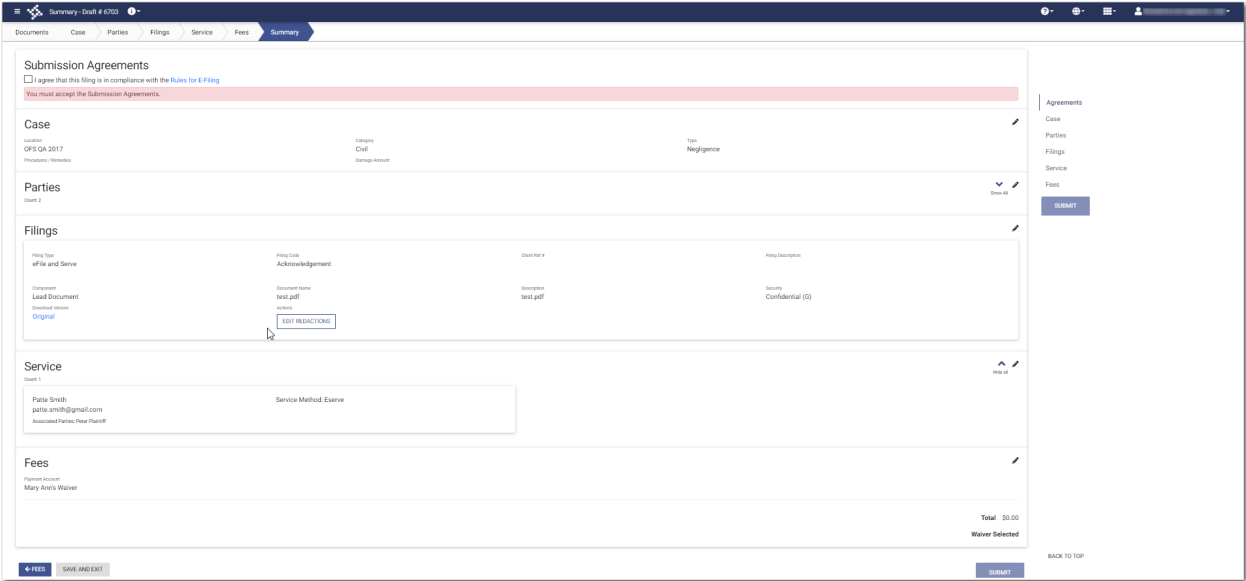 Summary - Draft # 6703
Documents Case Parties Filings Service Fees Summary
Submission Agreements
I agree that this filing is in compliance with the Rules for E-Filing
You must accept the Submission Agreements.
Agreements
Case
Parties
Filings
Service
Fees
SUBMIT
Case
Location Category Type
OFS QA 2017 Civil Negligence
Procedures / Remedies Damage Amount
Parties
Count: 2
Show All
Filings
Filing Type Filing Code Client Ref # Filing Description
eFile and Serve Acknowledgement
Component Document Name Description Security
Lead Document test.pdf test.pdf Confidential (G)
Download Version Actions
Original EDIT REDACTIONS
Service
Count: 1
Hide all
Patte Smith Service Method: Eserve
patte.smith@gmail.com
Associated Parties: Peter Plaintiff
Fees
Payment Account
Mary Ann's Waiver
Total $0.00
Waiver Selected
BACK TO TOP
FEES SAVE AND EXIT SUBMIT